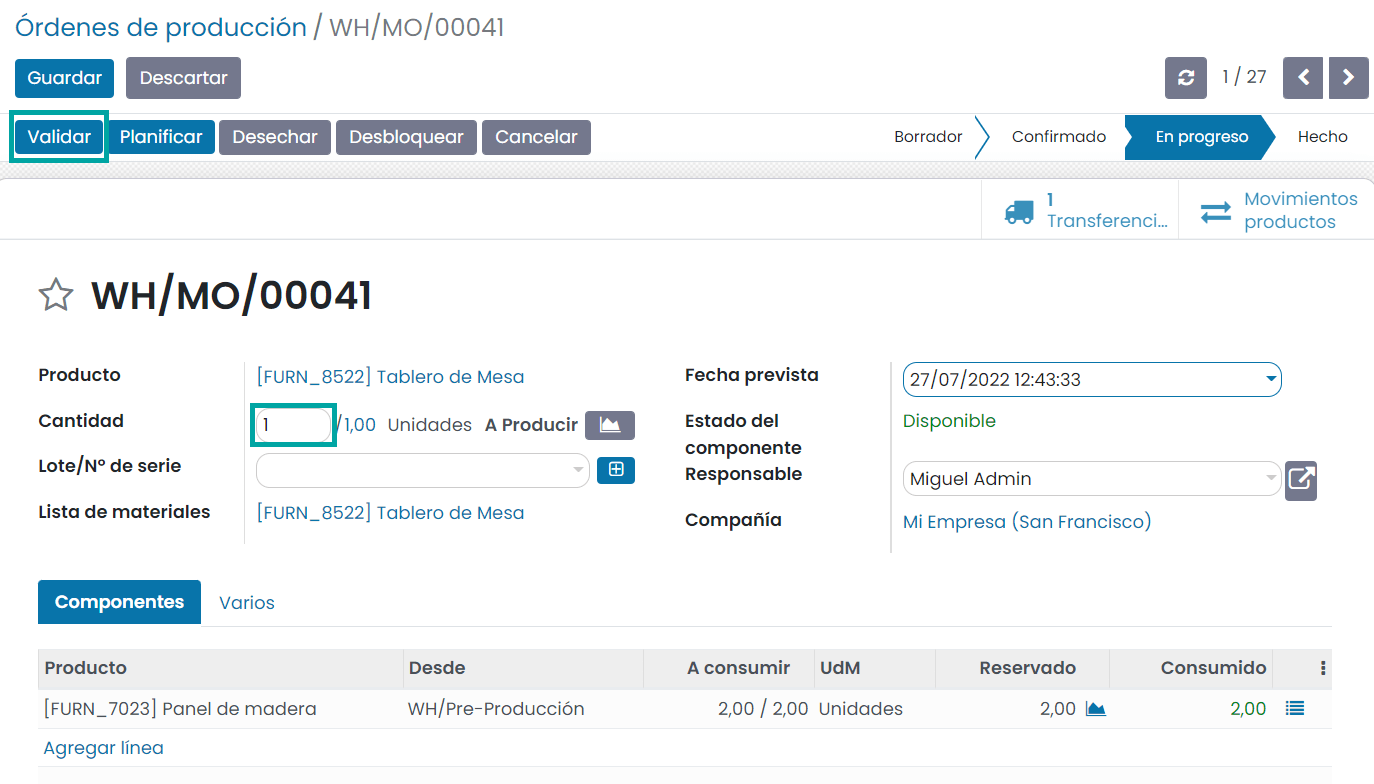 Órdenes de producción / WH/MO/00041
Guardar Descartar 1 / 27
Validar Planificar Desechar Desbloquear Cancelar Borrador Confirmado En progreso Hecho
1 Transferenci...
Movimientos productos
WH/MO/00041
Producto [FURN_8522] Tablero de Mesa
Cantidad 1 / 1,00 Unidades A Producir
Lote/Nº de serie
Lista de materiales [FURN_8522] Tablero de Mesa
Fecha prevista 27/07/2022 12:43:33
Estado del componente Disponible
Responsable Miguel Admin
Compañía Mi Empresa (San Francisco)
Componentes Varios
Producto Desde A consumir UdM Reservado Consumido
[FURN_7023] Panel de madera WH/Pre-Producción 2,00 / 2,00 Unidades 2,00 2,00
Agregar línea